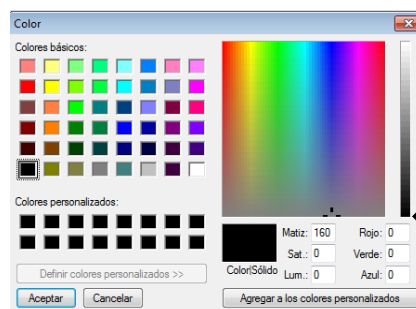 Color
Colores básicos:
Colores personalizados:
Definir colores personalizados >>
Aceptar Cancelar
Color|Sólido
Matiz: 160 Rojo: 0
Sat.: 0 Verde: 0
Lum.: 0 Azul: 0
Agregar a los colores personalizados